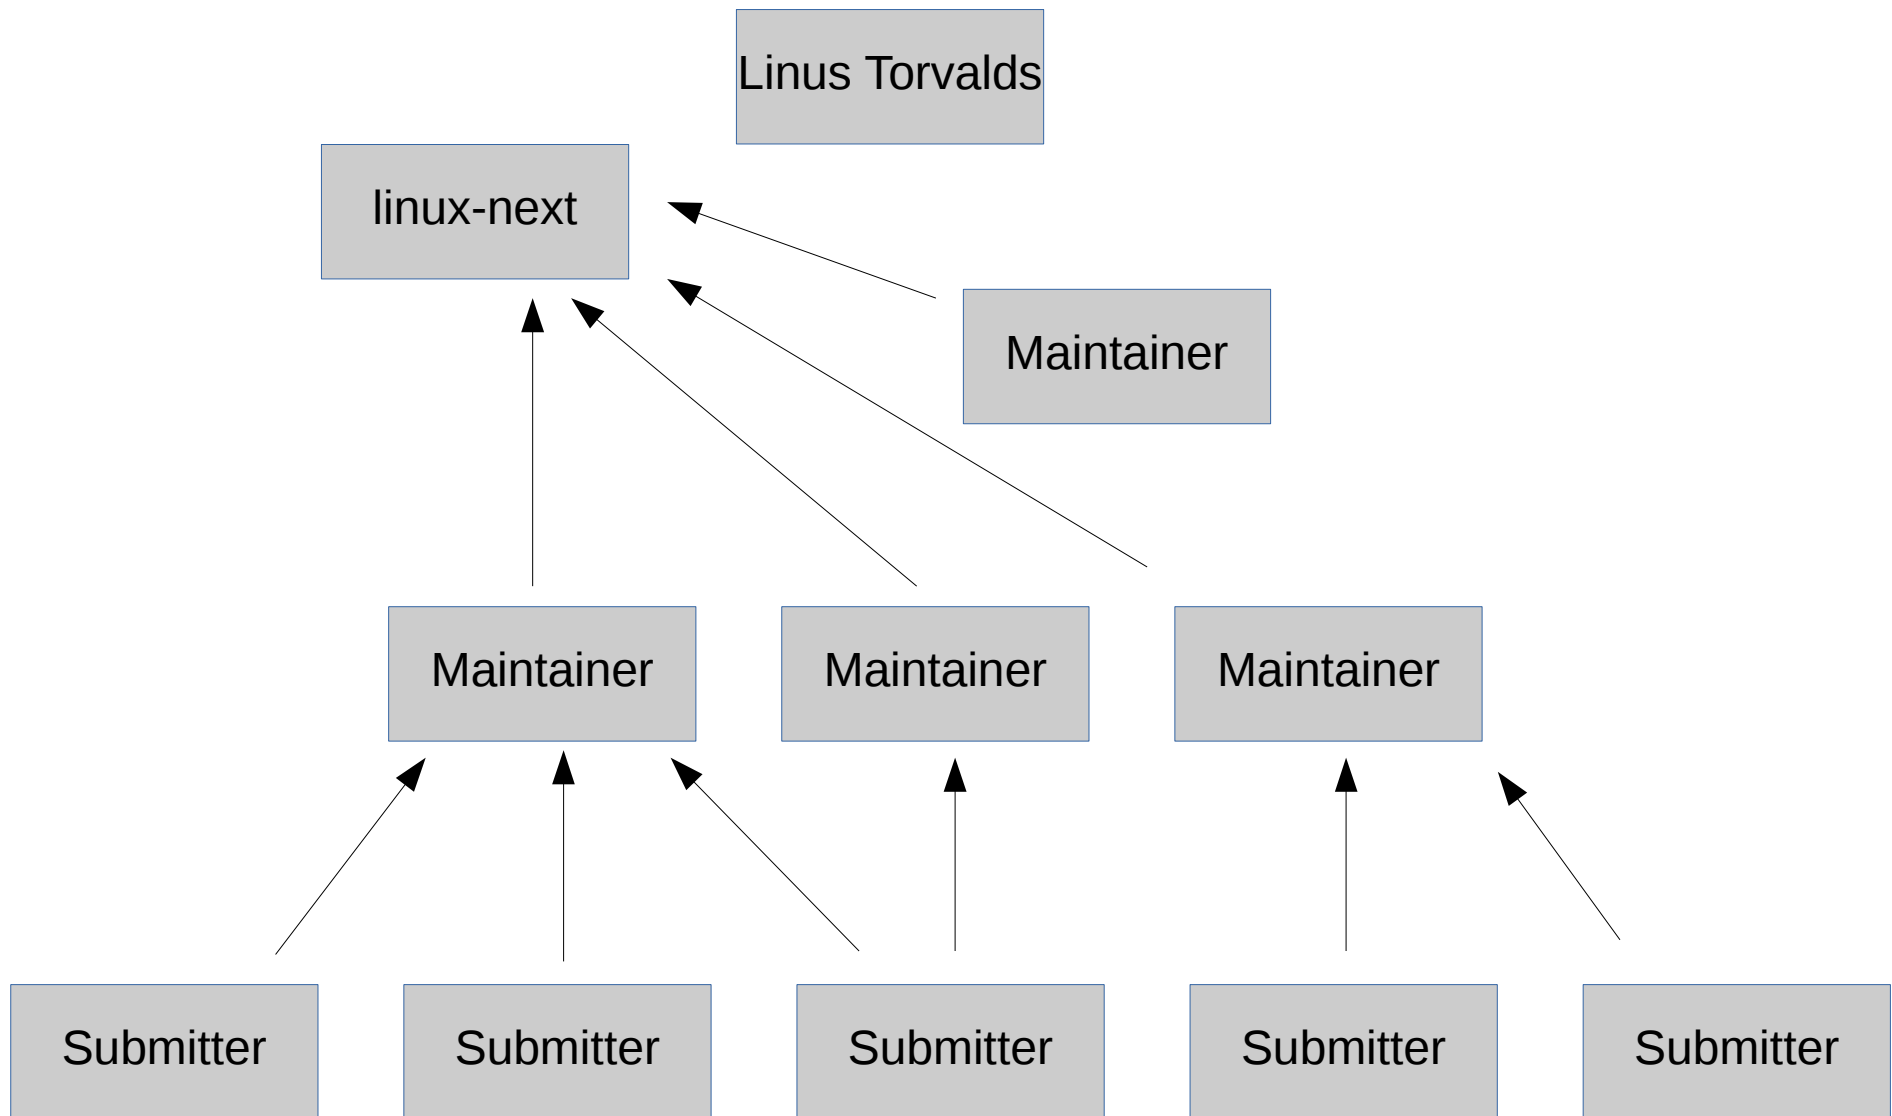 Linus Torvalds
linux-next
Maintainer
Maintainer
Maintainer
Maintainer
Submitter
Submitter
Submitter
Submitter
Submitter